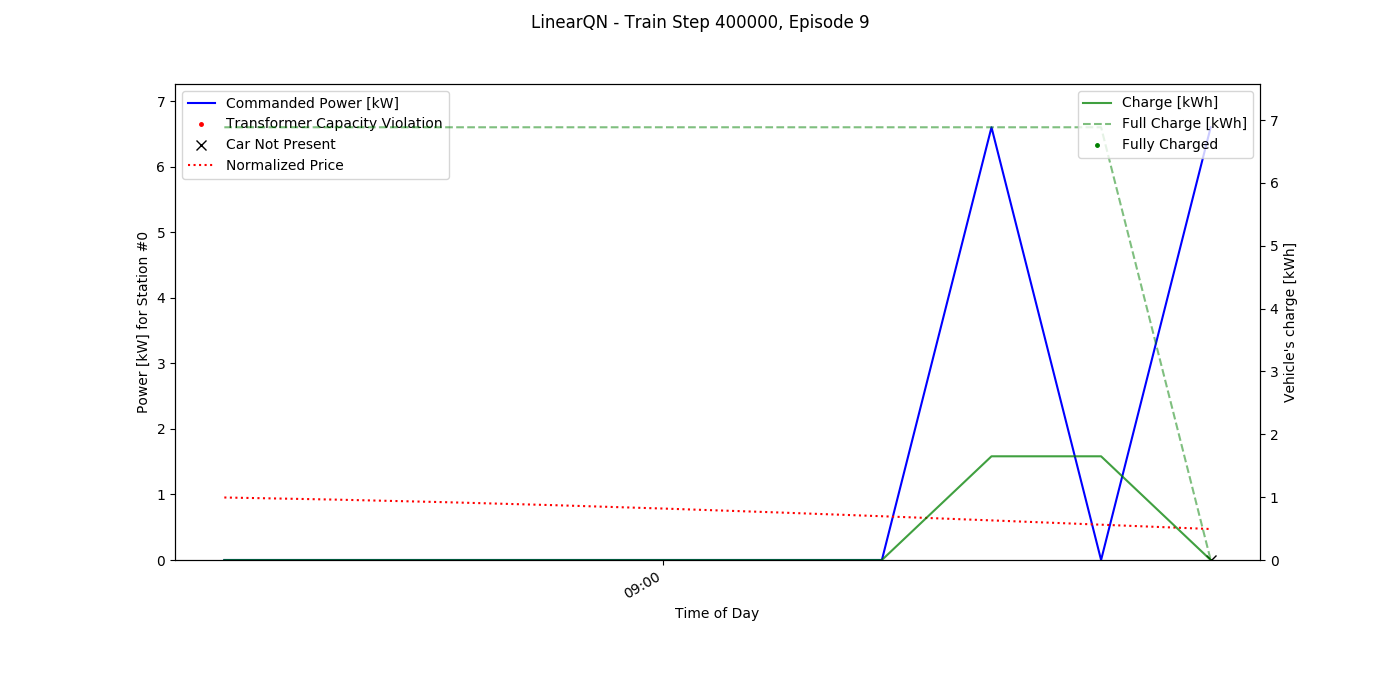 LinearQN - Train Step 400000, Episode 9
Commanded Power [kW]
Transformer Capacity Violation
Car Not Present
Normalized Price
Charge [kWh]
Full Charge [kWh]
Fully Charged
7
6
5
4
3
2
1
0
Power [kW] for Station #0
7
6
5
4
3
2
1
0
Vehicle's charge [kWh]
09:00
Time of Day